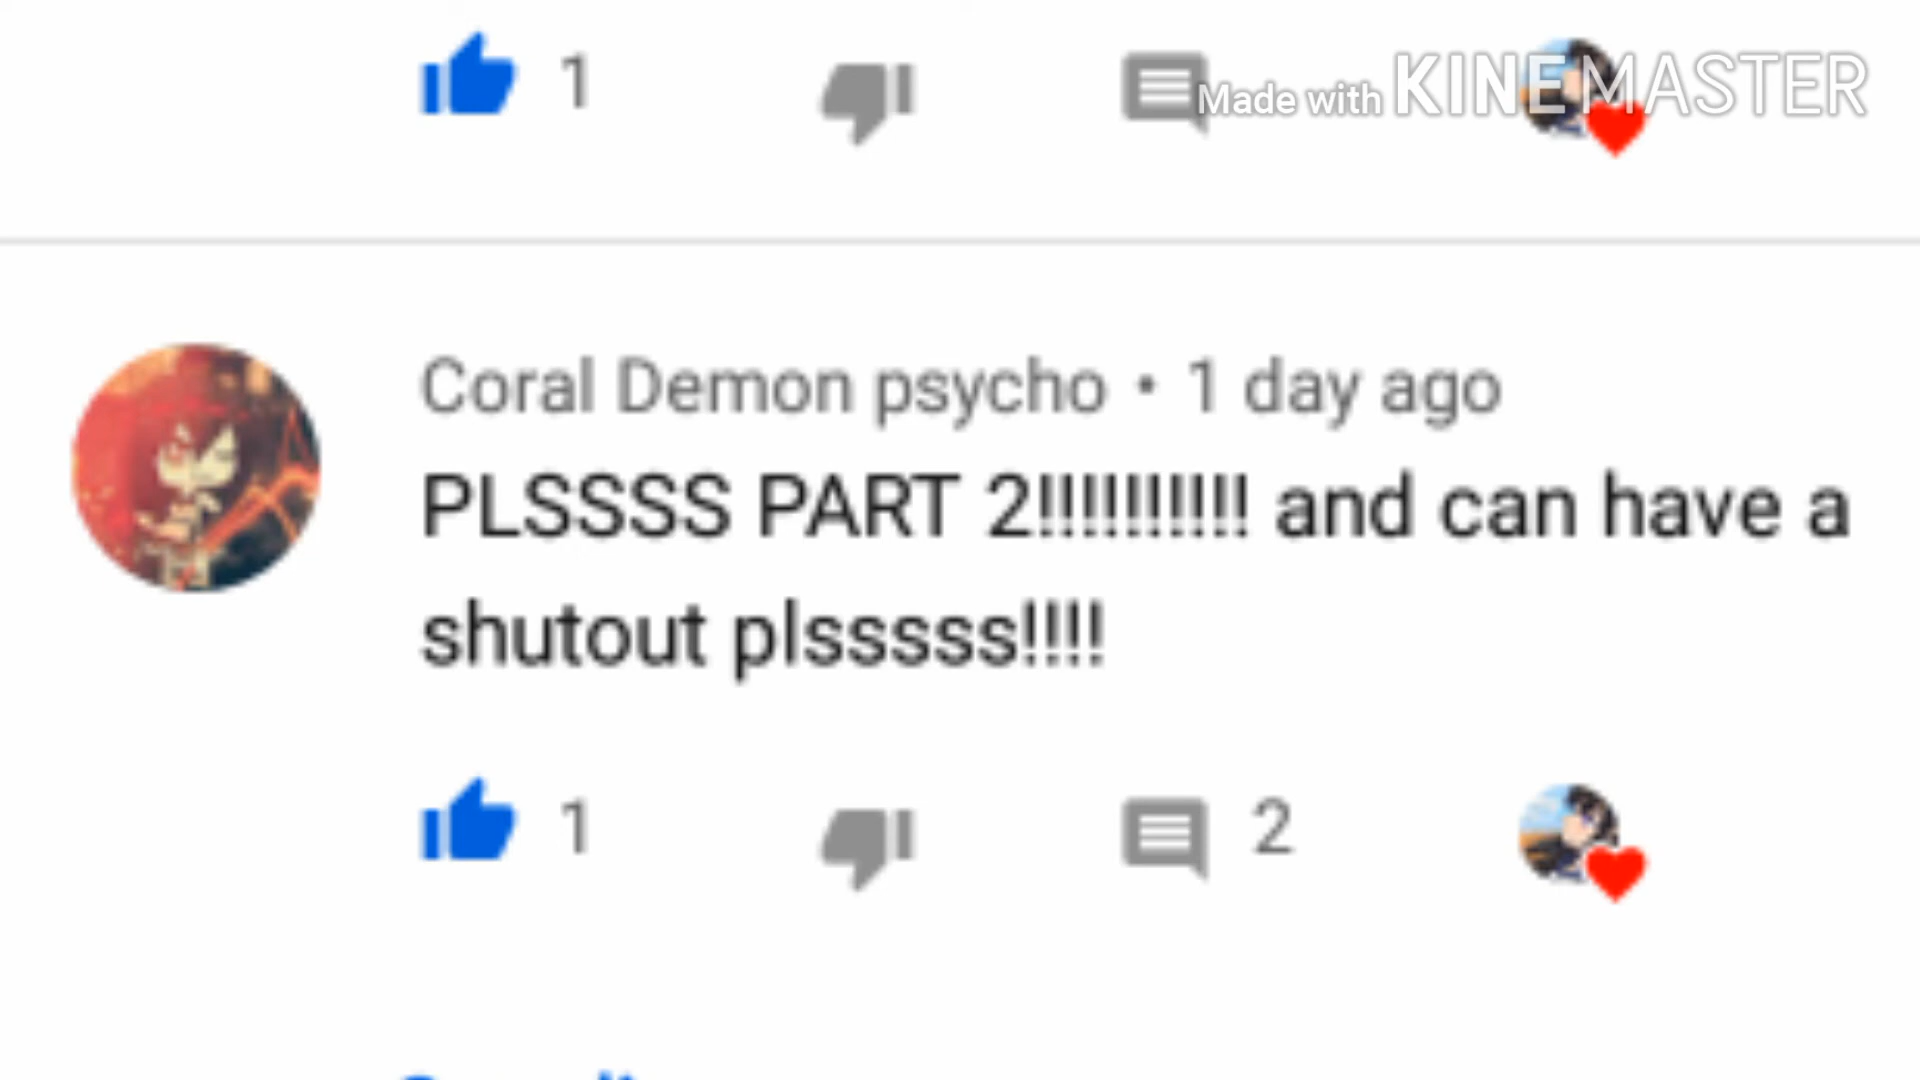 1
Made with KINEMASTER
Coral Demon psycho • 1 day ago
PLSSSS PART 2!!!!!!!!!! and can have a
shutout plsssss!!!!
1
2